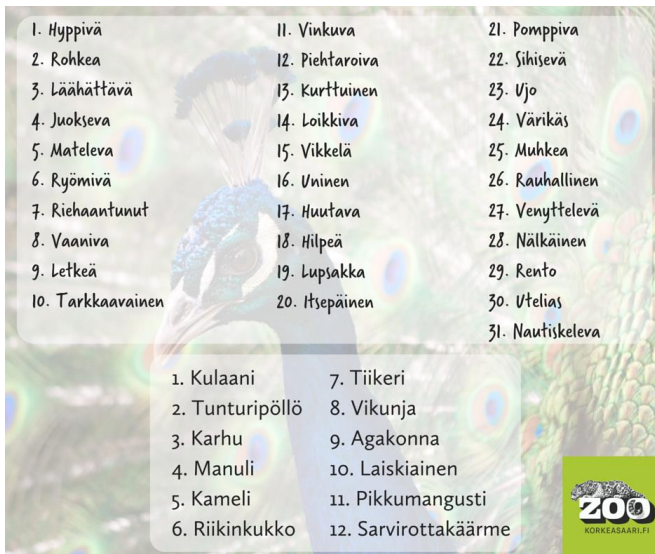 1. Hyppivä
2. Rohkea
3. Läähättävä
4. Juokseva
5. Mateleva
6. Ryömivä
7. Riehaantunut
8. Vaaniva
9. Letkeä
10. Tarkkaavainen
11. Vinkuva
12. Piehtaroiva
13. Kurttuinen
14. Loikkiva
15. Vikkelä
16. Uninen
17. Huutava
18. Hilpeä
19. Lupsakka
20. Itsepäinen
21. Pomppiva
22. Sihisevä
23. Ujo
24. Värikäs
25. Muhkea
26. Rauhallinen
27. Venyttelevä
28. Nälkäinen
29. Rento
30. Utelias
31. Nautiskeleva
1. Kulaani
2. Tunturipöllö
3. Karhu
4. Manuli
5. Kameli
6. Riikinkukko
7. Tiikeri
8. Vikunja
9. Agakonna
10. Laiskiainen
11. Pikkumangusti
12. Sarvirottakäärme
ZOO
KORKEASAARI.FI